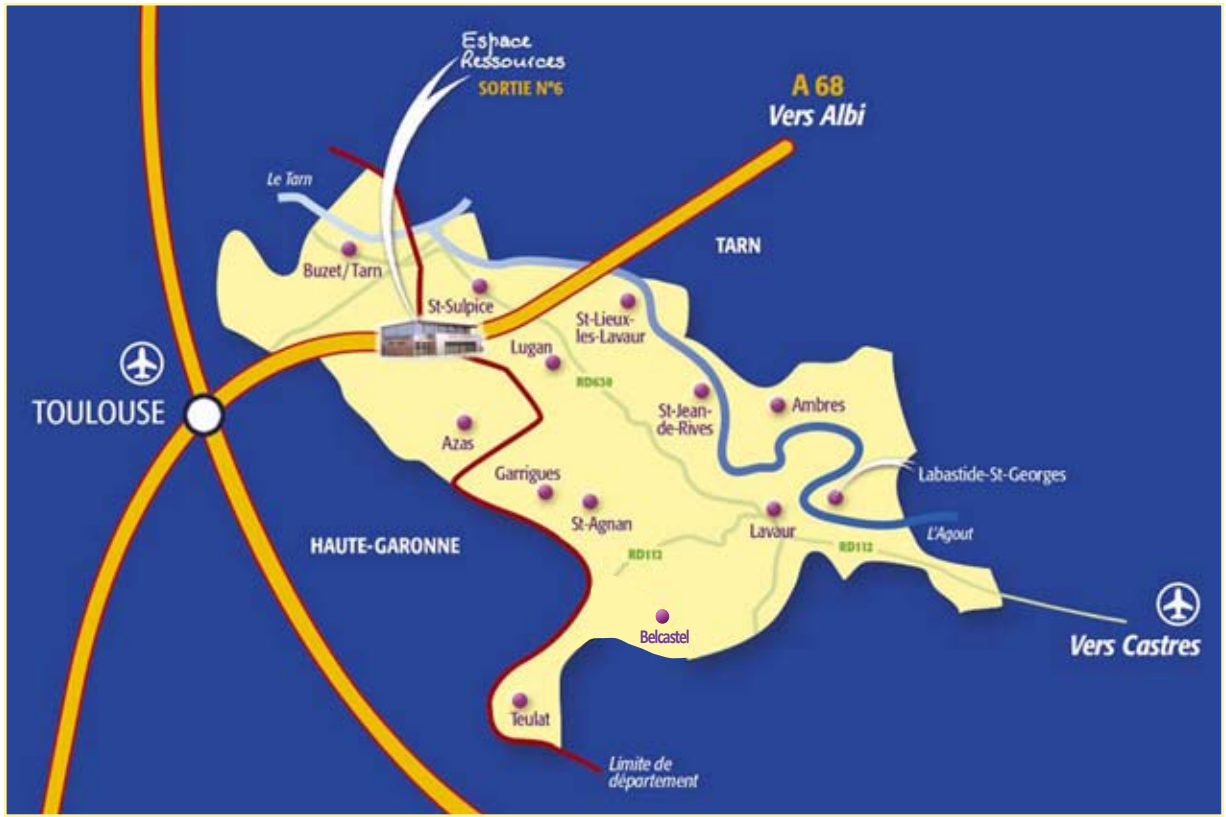 Espace
Ressources
SORTIE N°6
A 68
Vers Albi
Le Tarn
TARN
Buzet/Tarn
St-Sulpice
St-Lieux-
les-Lavaur
Lugan
RD630
TOULOUSE
St-Jean-
de-Rives
Ambres
Azas
Garrigues
Labastide-St-Georges
St-Agnan
Lavaur
L'Agout
HAUTE-GARONNE
RD112
RD112
Belcastel
Vers Castres
Teulat
Limite de
département